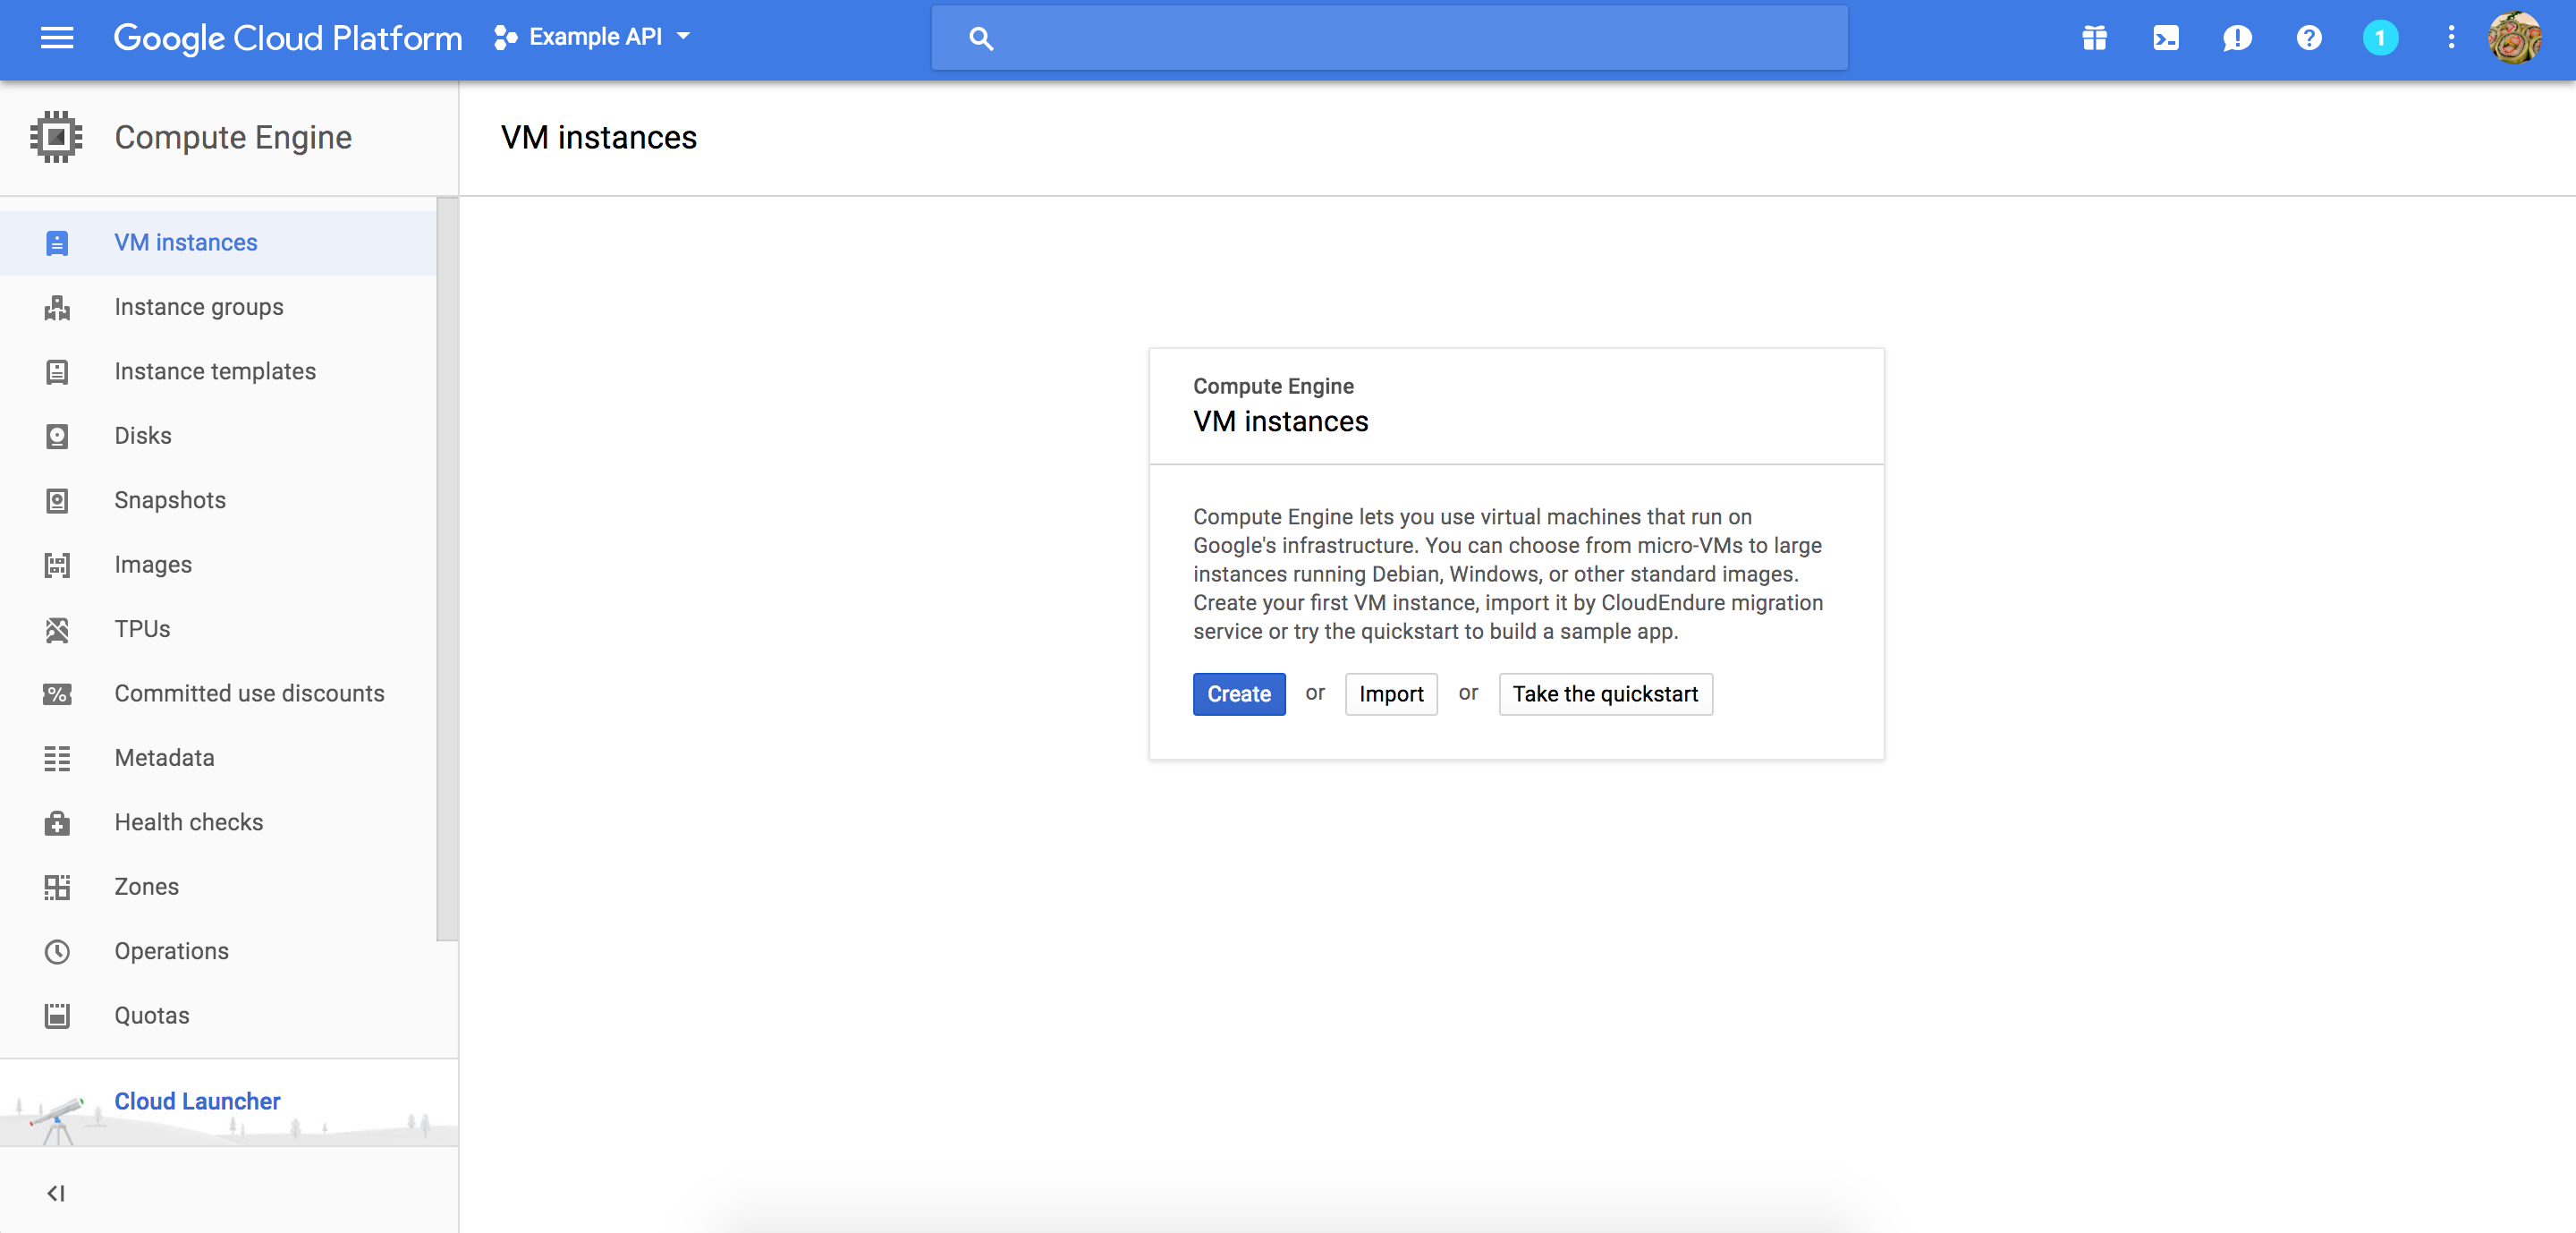 Google Cloud Platform
Example API
1
Compute Engine
VM instances
VM instances
Instance groups
Instance templates
Disks
Snapshots
Images
TPUs
Committed use discounts
Metadata
Health checks
Zones
Operations
Quotas
Cloud Launcher
Compute Engine
VM instances
Compute Engine lets you use virtual machines that run on
Google's infrastructure. You can choose from micro-VMs to large
instances running Debian, Windows, or other standard images.
Create your first VM instance, import it by CloudEndure migration
service or try the quickstart to build a sample app.
Create or Import or Take the quickstart